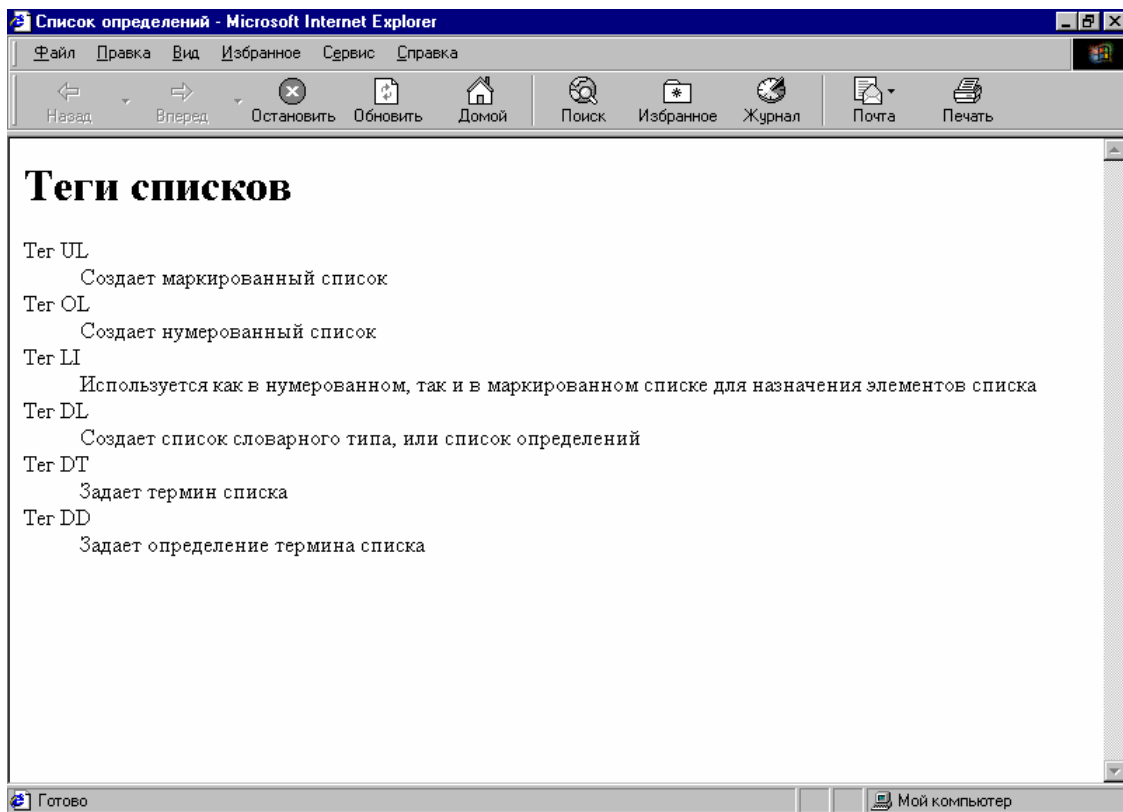 Список определений - Microsoft Internet Explorer
Файл Правка Вид Избранное Сервис Справка
Назад Вперед Остановить Обновить Домой Поиск Избранное Журнал Почта Печать
Теги списков
Тег UL
Создает маркированный список
Тег OL
Создает нумерованный список
Тег LI
Используется как в нумерованном, так и в маркированном списке для назначения элементов списка
Тег DL
Создает список словарного типа, или список определений
Тег DT
Задает термин списка
Тег DD
Задает определение термина списка
Готово Мой компьютер